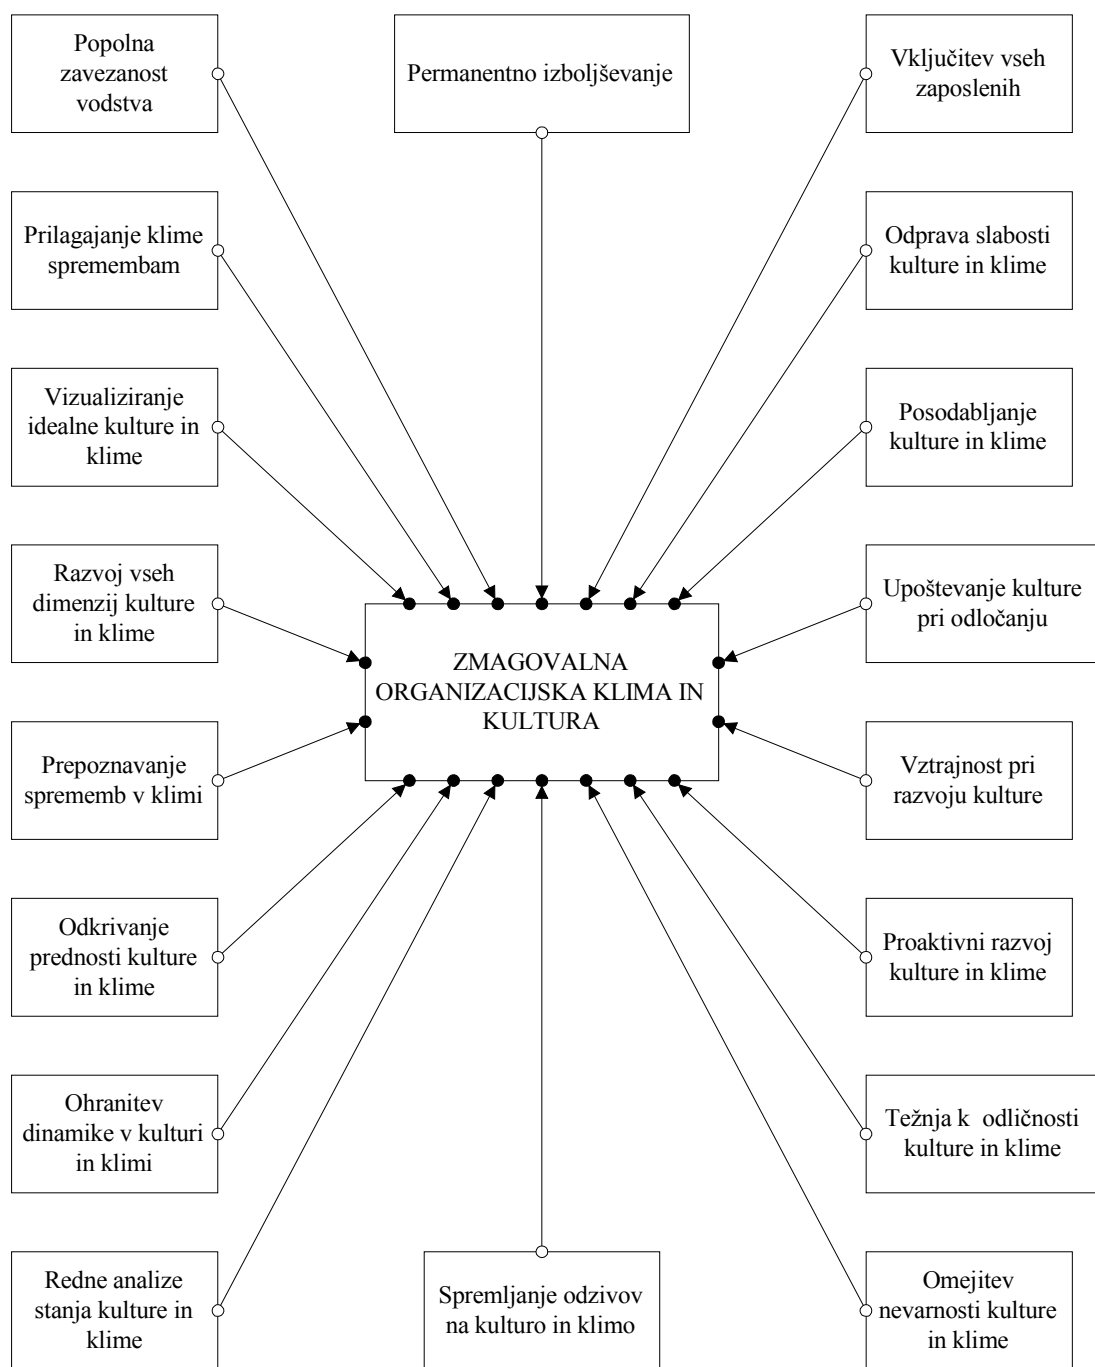 Popolna
zavezanost
vodstva
Permanentno izboljševanje
Vključitev vseh
zaposlenih
Prilagajanje klime
spremembam
Odprava slabosti
kulture in klime
Vizualiziranje
idealne kulture in
klime
Posodabljanje
kulture in klime
Razvoj vseh
dimenzij kulture
in klime
Upoštevanje kulture
pri odločanju
ZMAGOVALNA
ORGANIZACIJSKA KLIMA IN
KULTURA
Prepoznavanje
sprememb v klimi
Vztrajnost pri
razvoju kulture
Odkrivanje
prednosti kulture
in klime
Proaktivni razvoj
kulture in klime
Ohranitev
dinamike v kulturi
in klimi
Težnja k  odličnosti
kulture in klime
Redne analize
stanja kulture in
klime
Spremljanje odzivov
na kulturo in klimo
Omejitev
nevarnosti kulture
in klime